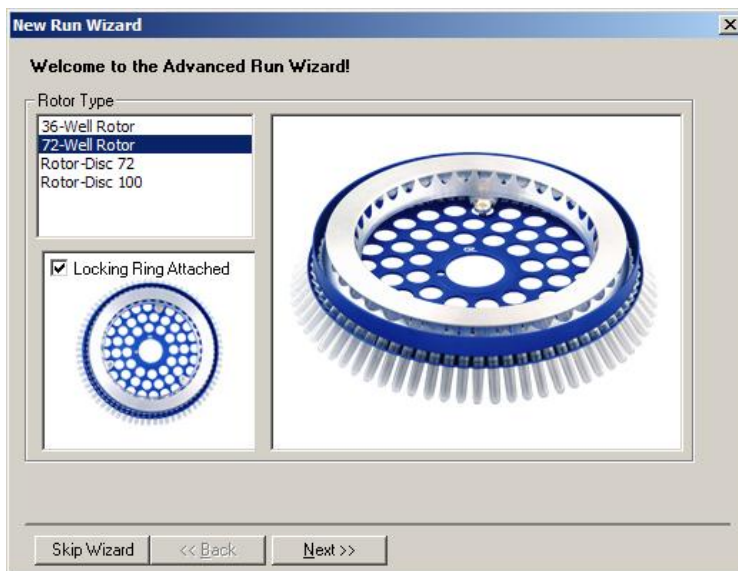 New Run Wizard
Welcome to the Advanced Run Wizard!
Rotor Type
36-Well Rotor
72-Well Rotor
Rotor-Disc 72
Rotor-Disc 100
Locking Ring Attached
Skip Wizard
<< Back
Next >>